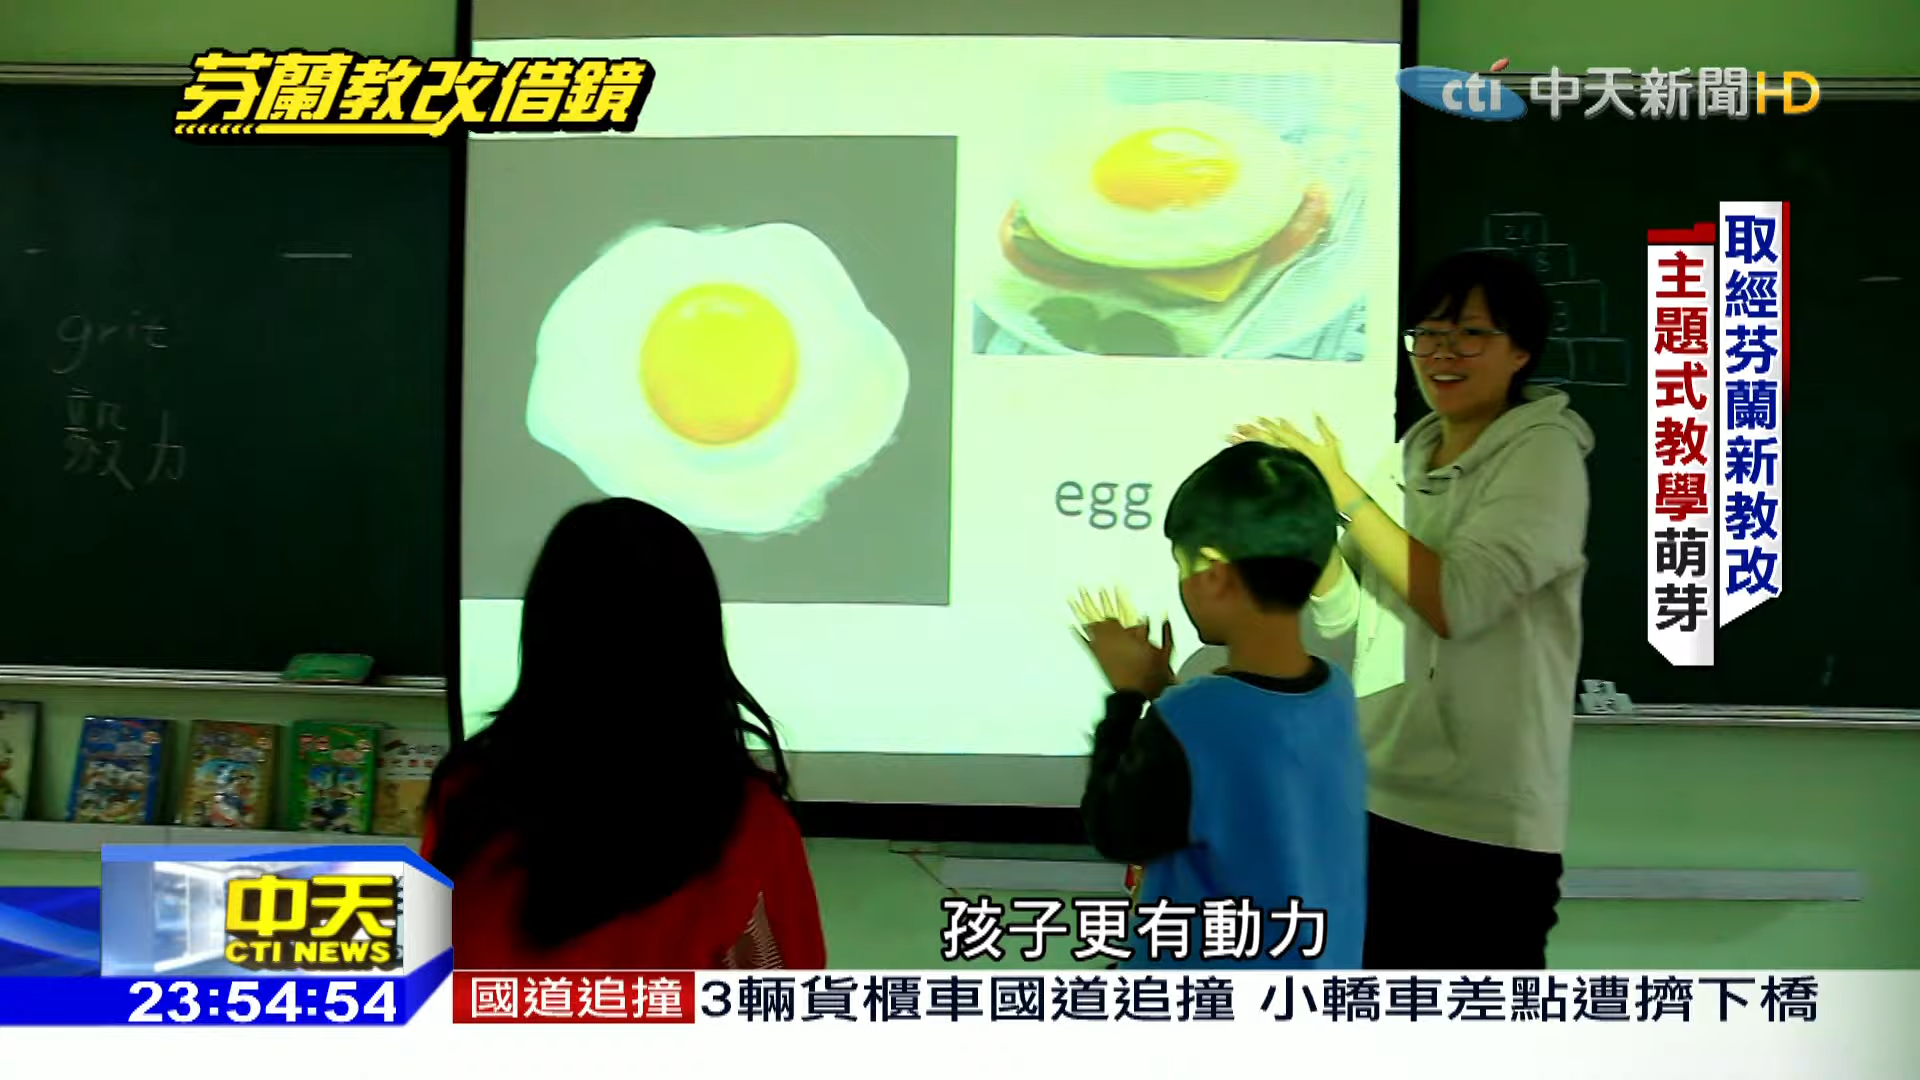 芬蘭教改借鏡
cti 中天新聞HD
取經芬蘭新教改
主題式教學萌芽
grit
毅力
egg
孩子更有動力
中天
CTI NEWS
23:54:54
國道追撞 3輛貨櫃車國道追撞 小轎車差點遭擠下橋